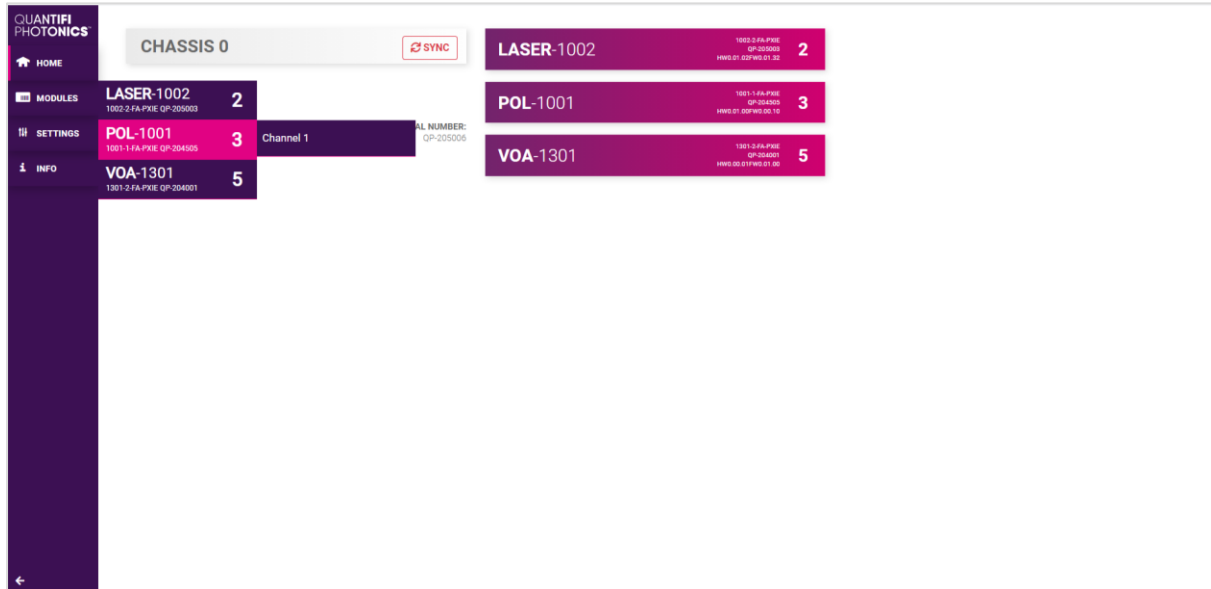 QUANTIFI
PHOTONICS™
HOME
MODULES
SETTINGS
INFO
CHASSIS 0
SYNC
LASER-1002
1002-2-FA-PXIE QP-205003
2
POL-1001
1001-1-FA-PXIE QP-204505
3
Channel 1
VOA-1301
1301-2-FA-PXIE QP-204001
5
AL NUMBER:
QP-205006
LASER-1002
1002-2-FA-PXIE
QP-205003
HW0.01.02FW0.01.32
2
POL-1001
1001-1-FA-PXIE
QP-204505
HW0.01.00FW0.00.10
3
VOA-1301
1301-2-FA-PXIE
QP-204001
HW0.00.01FW0.01.00
5